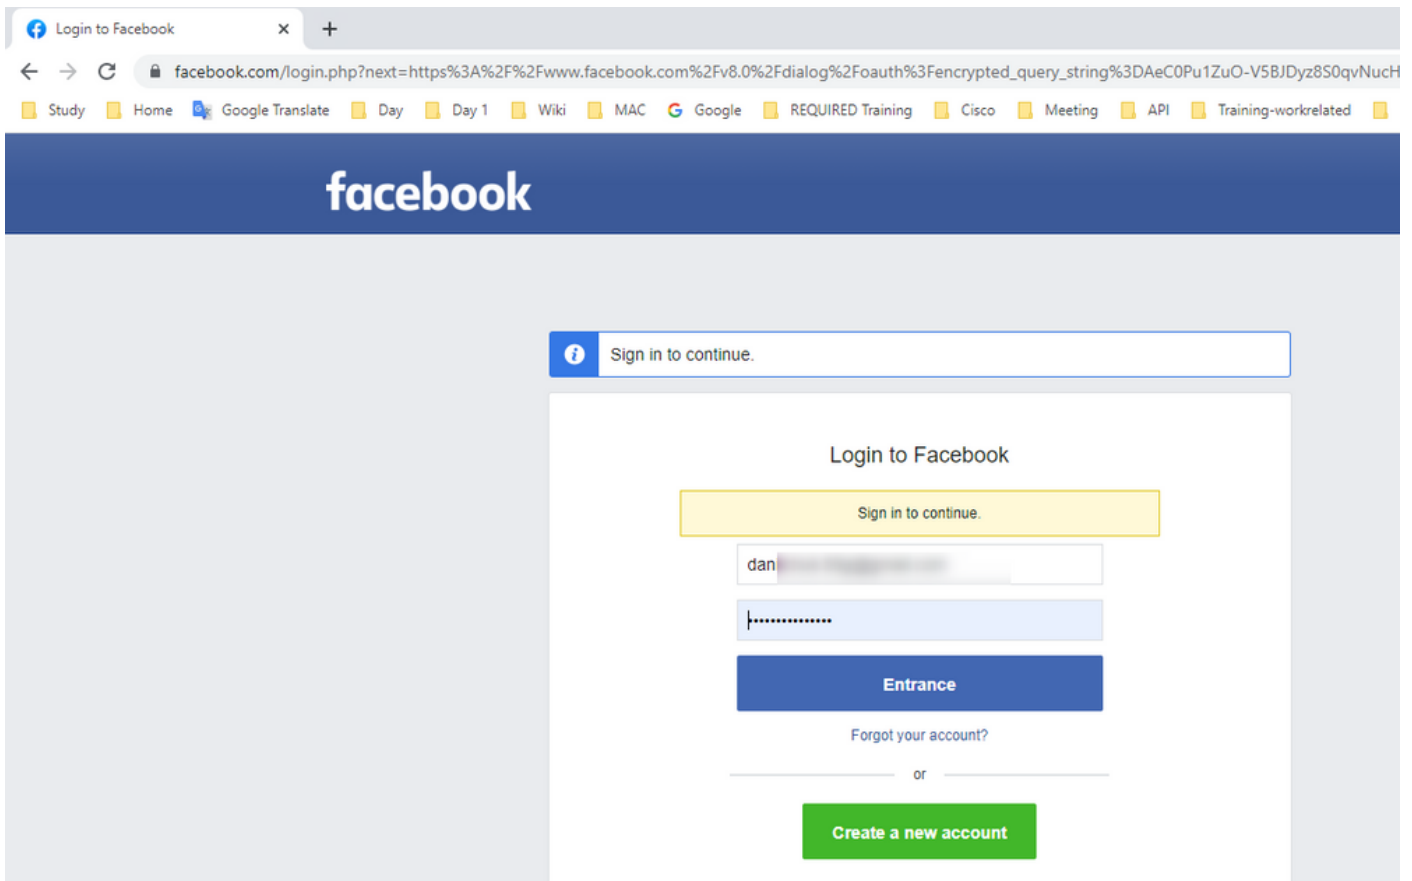 Login to Facebook
facebook.com/login.php?next=https%3A%2F%2Fwww.facebook.com%2Fv8.0%2Fdialog%2Foauth%3Fencrypted_query_string%3DAeC0Pu1ZuO-V5BJDyz8S0qvNucH
Study Home Google Translate Day Day 1 Wiki MAC Google REQUIRED Training Cisco Meeting API Training-workrelated
facebook
Sign in to continue.
Login to Facebook
Sign in to continue.
dan
Entrance
Forgot your account?
or
Create a new account